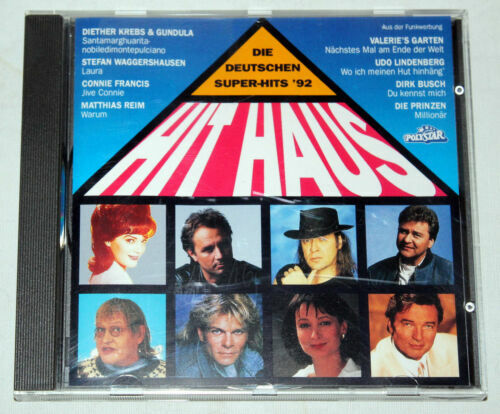 DIETHER KREBS & GUNDULA
Santamarghuarita-
nobiledimontepulciano
STEFAN WAGGERSHAUSEN
Laura
CONNIE FRANCIS
Jive Connie
MATTHIAS REIM
Warum
DIE
DEUTSCHEN
SUPER-HITS '92
Aus der Funkwerbung
VALERIE'S GARTEN
Nächstes Mal am Ende der Welt
UDO LINDENBERG
Wo ich meinen Hut hinhäng'
DIRK BUSCH
Du kennst mich
DIE PRINZEN
Millionär
POLYSTAR
HIT HAUS